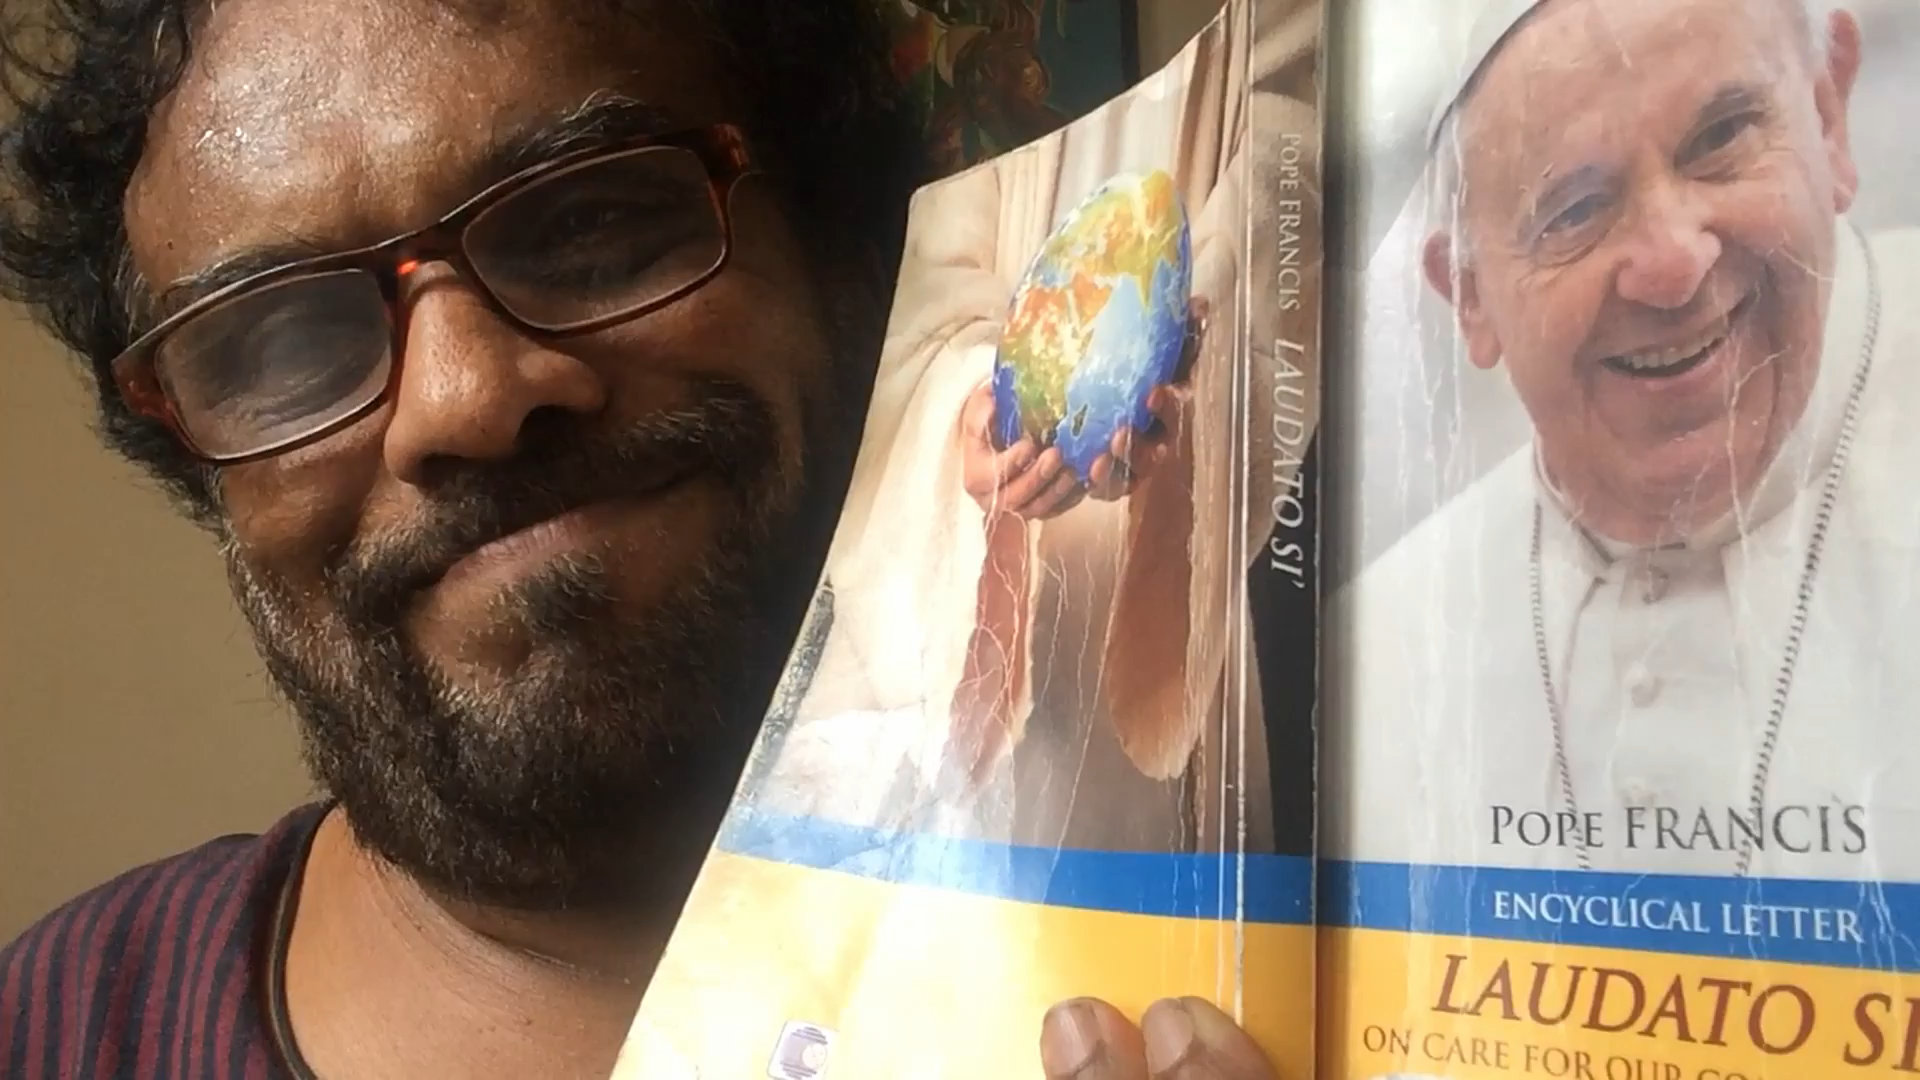 POPE FRANCIS LAUDATO SI'
POPE FRANCIS
ENCYCLICAL LETTER
LAUDATO SI
ON CARE FOR OUR